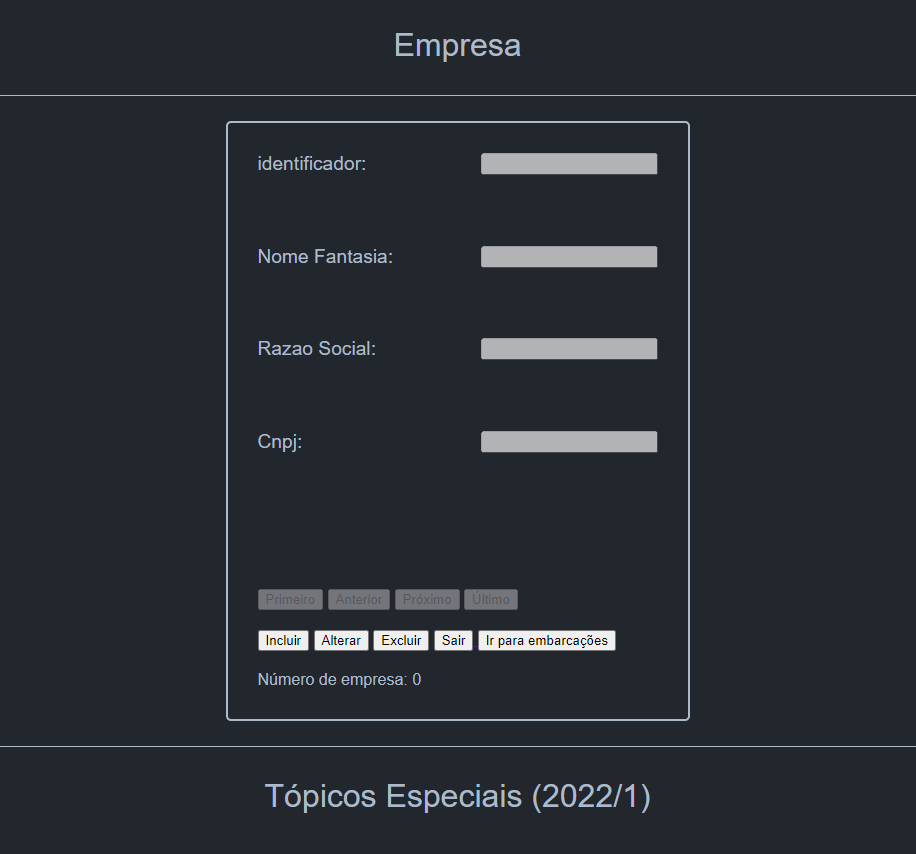 Empresa
identificador:
Nome Fantasia:
Razao Social:
Cnpj:
Primeiro Anterior Próximo Último
Incluir Alterar Excluir Sair Ir para embarcações
Número de empresa: 0
Tópicos Especiais (2022/1)